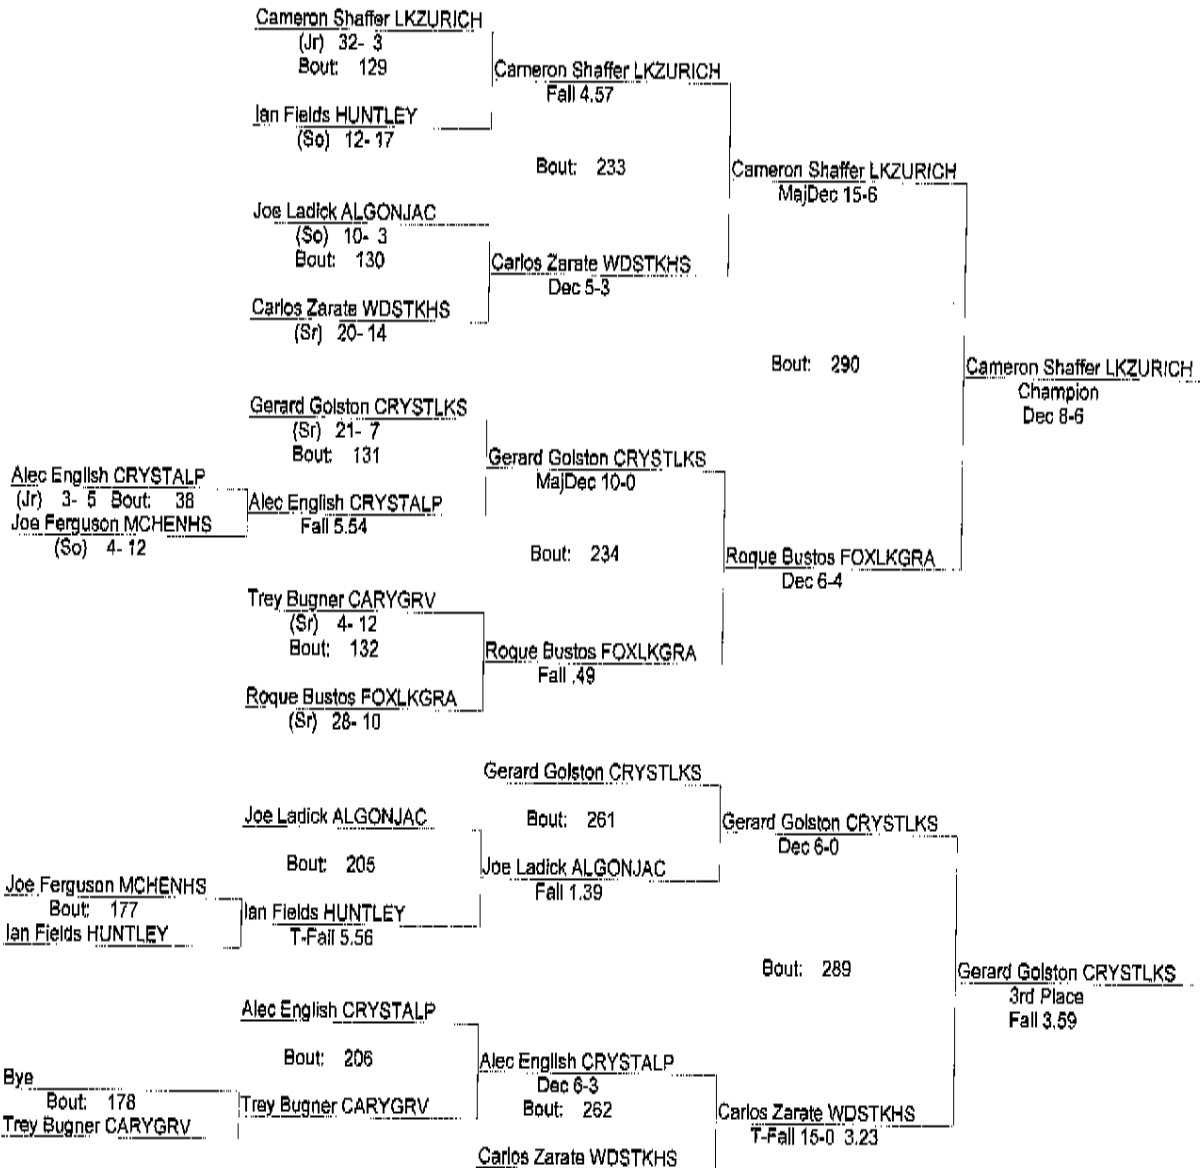 Cameron Shaffer LKZURICH
(Jr) 32- 3
Bout: 129
Cameron Shaffer LKZURICH
Fall 4.57
Ian Fields HUNTLEY
(So) 12- 17
Bout: 233
Cameron Shaffer LKZURICH
MajDec 15-6
Joe Ladick ALGONJAC
(So) 10- 3
Bout: 130
Carlos Zarate WDSTKHS
Dec 5-3
Carlos Zarate WDSTKHS
(Sr) 20- 14
Bout: 290
Cameron Shaffer LKZURICH
Champion
Dec 8-6
Gerard Golston CRYSTLKS
(Sr) 21- 7
Bout: 131
Gerard Golston CRYSTLKS
MajDec 10-0
Alec English CRYSTALP
(Jr) 3- 5 Bout: 38
Joe Ferguson MCHENHS
(So) 4- 12
Alec English CRYSTALP
Fall 5.54
Bout: 234
Roque Bustos FOXLKGRA
Dec 6-4
Trey Bugner CARYGRV
(Sr) 4- 12
Bout: 132
Roque Bustos FOXLKGRA
Fall .49
Roque Bustos FOXLKGRA
(Sr) 28- 10
Gerard Golston CRYSTLKS
Joe Ladick ALGONJAC
Bout: 261
Gerard Golston CRYSTLKS
Dec 6-0
Bout: 205
Joe Ladick ALGONJAC
Fall 1.39
Joe Ferguson MCHENHS
Bout: 177
Ian Fields HUNTLEY
Ian Fields HUNTLEY
T-Fall 5.56
Bout: 289
Gerard Golston CRYSTLKS
3rd Place
Fall 3.59
Alec English CRYSTALP
Bout: 206
Alec English CRYSTALP
Dec 6-3
Bye
Bout: 178
Trey Bugner CARYGRV
Trey Bugner CARYGRV
Bout: 262
Carlos Zarate WDSTKHS
T-Fall 15-0 3.23
Carlos Zarate WDSTKHS